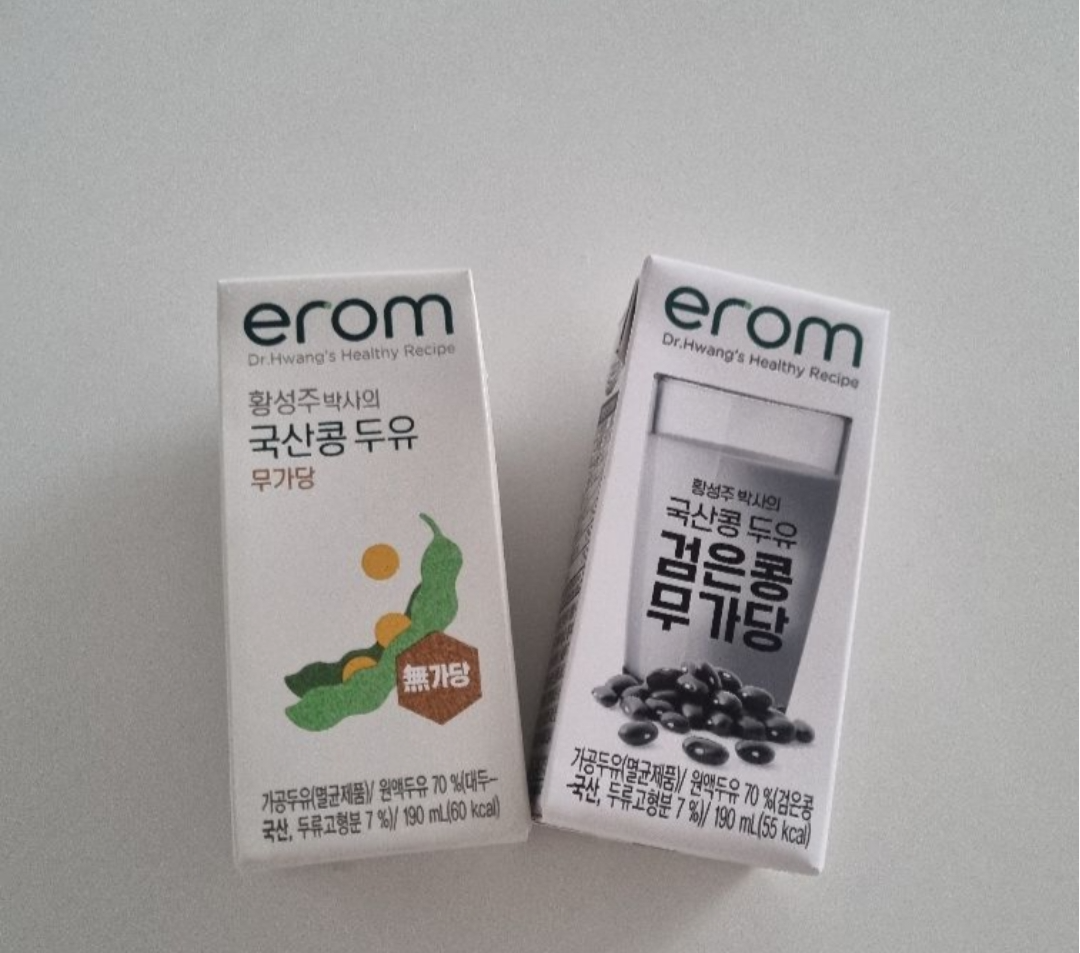 erom
Dr.Hwang's Healthy Recipe
황성주 박사의
국산콩 두유
무가당
無가당
가공두유(멸균제품)/ 원액두유 70 %(대두-
국산, 두류고형분 7 %)/ 190 mL(60 kcal)
erom
Dr.Hwang's Healthy Recipe
황성주 박사의
국산콩 두유
검은콩
무가당
가공두유(멸균제품)/ 원액두유 70 %(검은콩
-국산, 두류고형분 7 %)/ 190 mL(55 kcal)